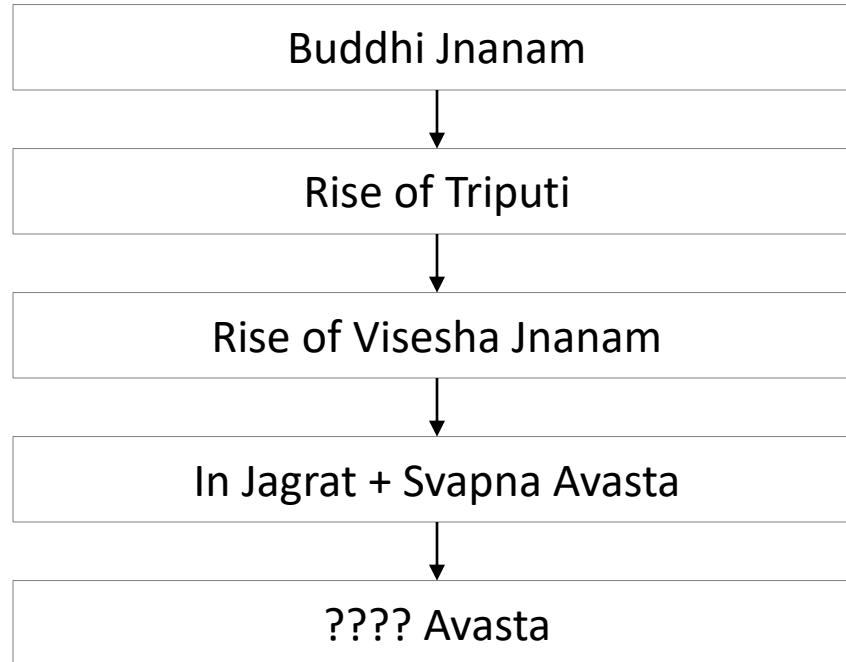 Buddhi Jnanam
Rise of Triputi
Rise of Visesha Jnanam
In Jagrat + Svapna Avasta
???? Avasta